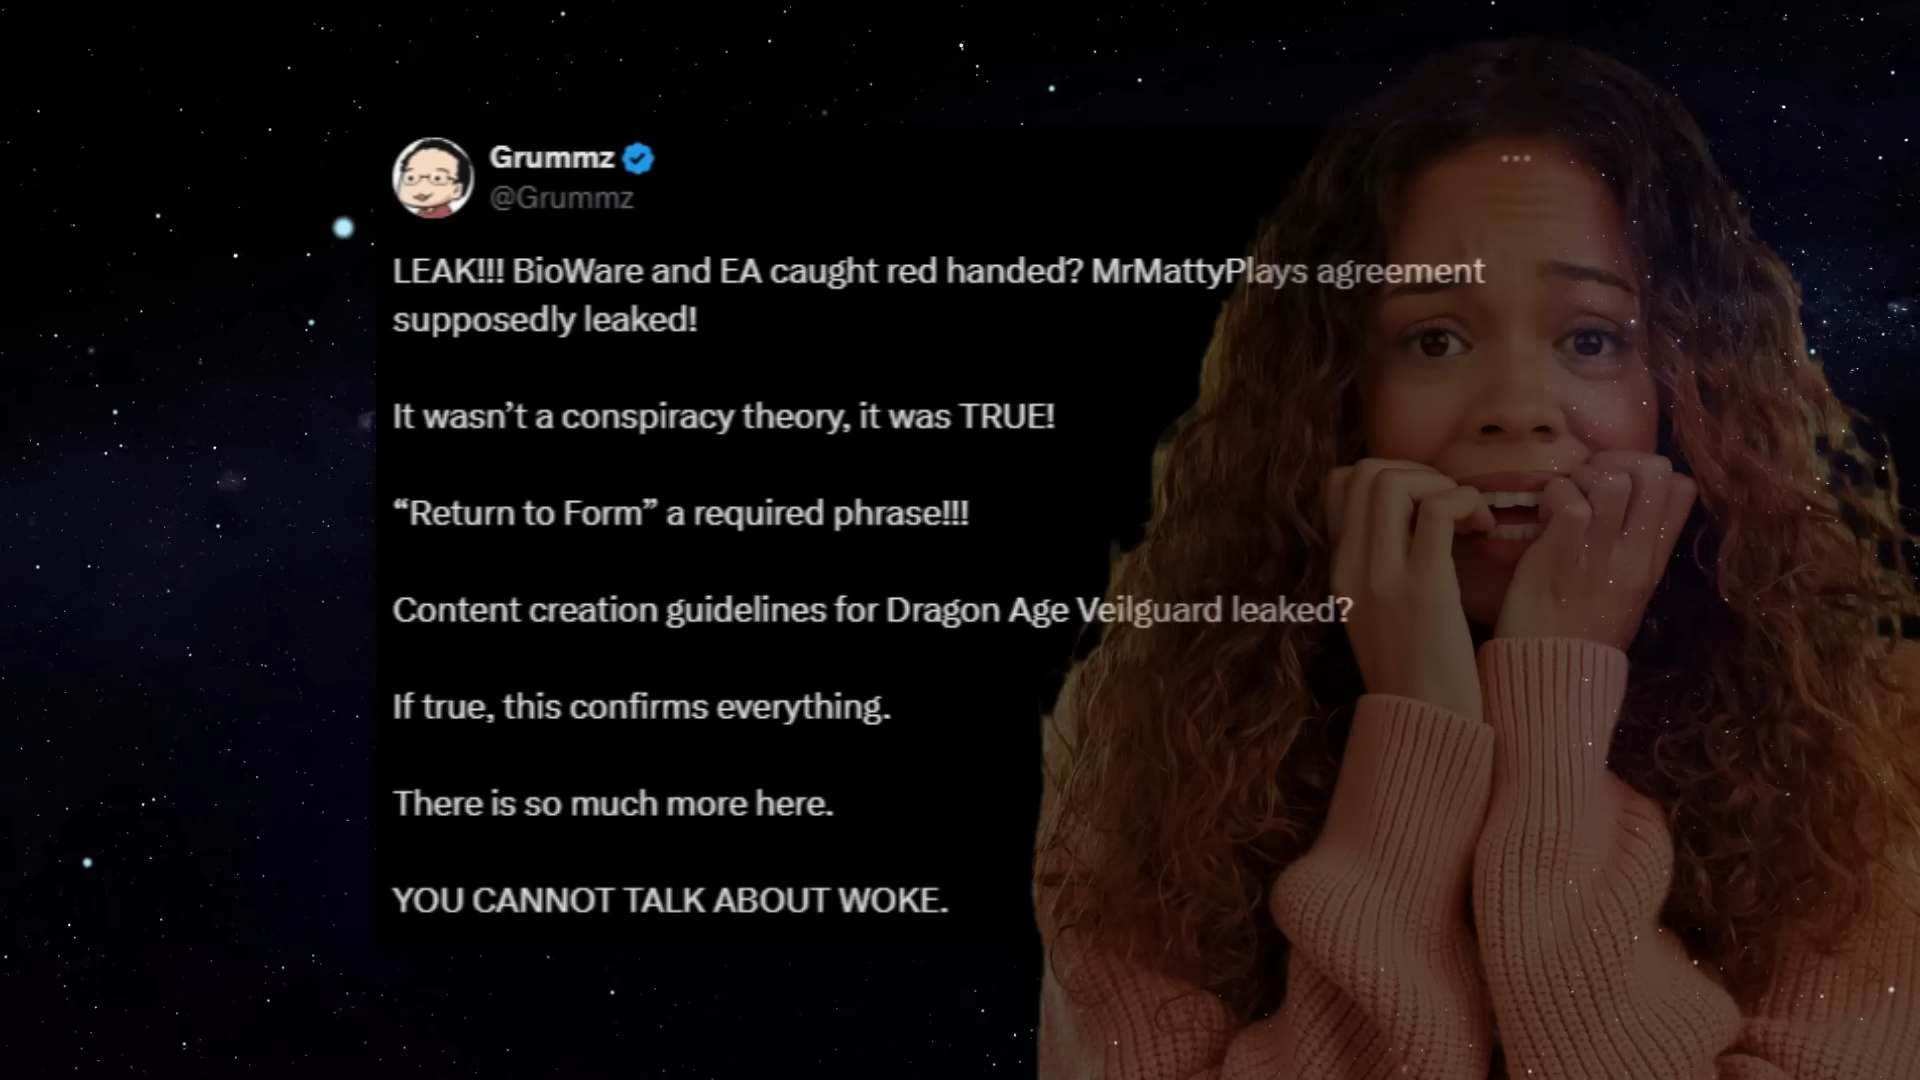 Grummz
@Grummz
LEAK!!! BioWare and EA caught red handed? MrMattyPlays agreement
supposedly leaked!
It wasn’t a conspiracy theory, it was TRUE!
“Return to Form” a required phrase!!!
Content creation guidelines for Dragon Age Veilguard leaked?
If true, this confirms everything.
There is so much more here.
YOU CANNOT TALK ABOUT WOKE.